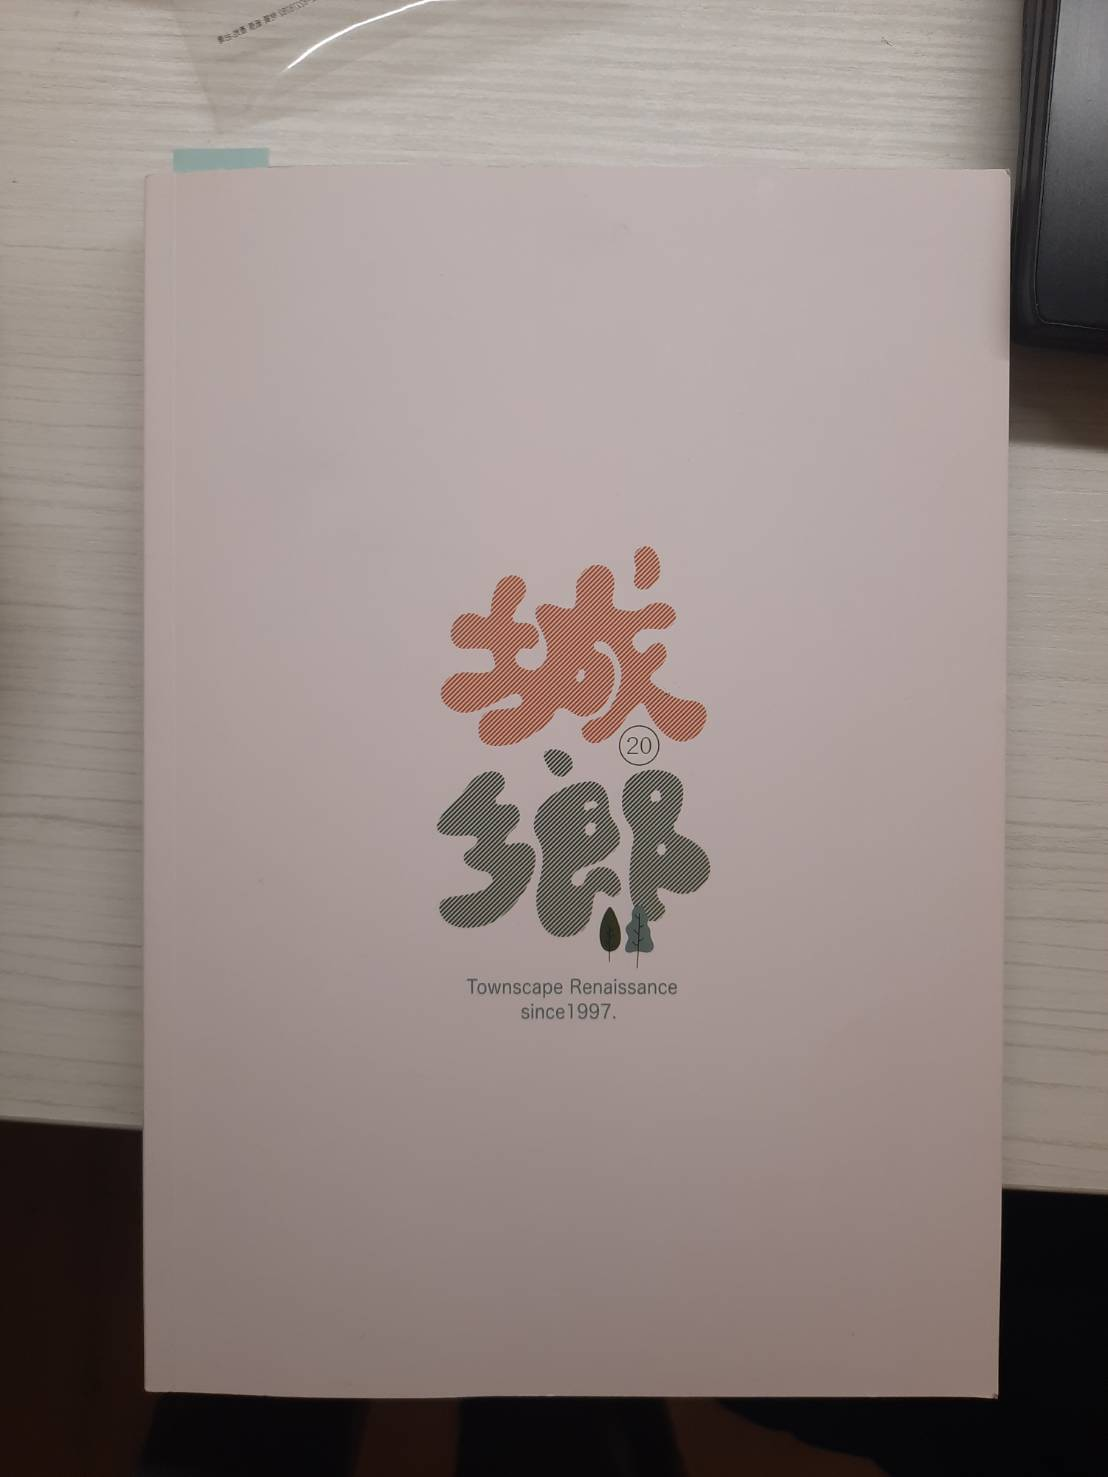 城
20
鄉
Townscape Renaissance
since1997.